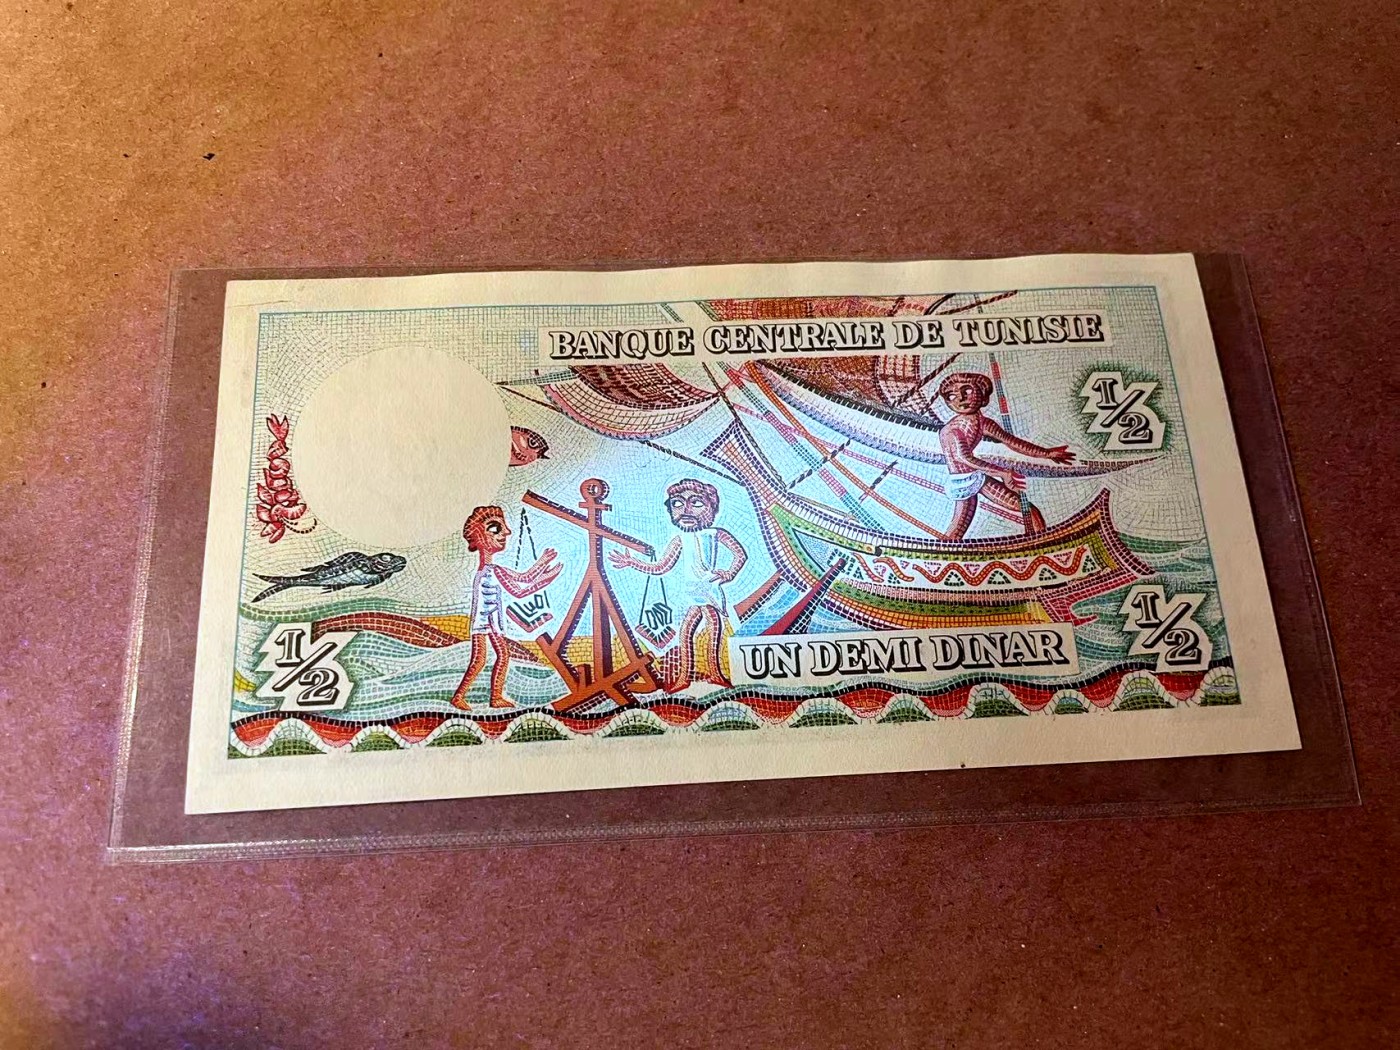 BANQUE CENTRALE DE TUNISIE
1/2
1/2
UN DEMI DINAR
1/2